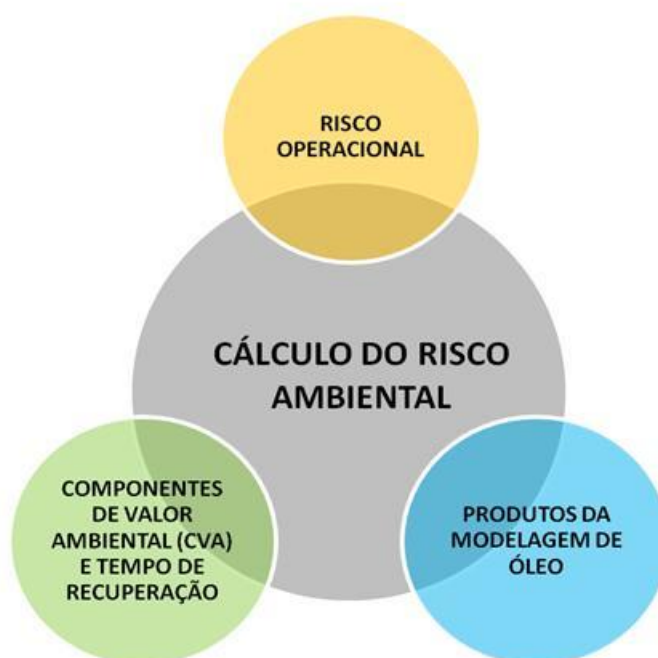 RISCO
OPERACIONAL
CÁLCULO DO RISCO
AMBIENTAL
COMPONENTES
DE VALOR
AMBIENTAL (CVA)
E TEMPO DE
RECUPERAÇÃO
PRODUTOS DA
MODELAGEM DE
ÓLEO